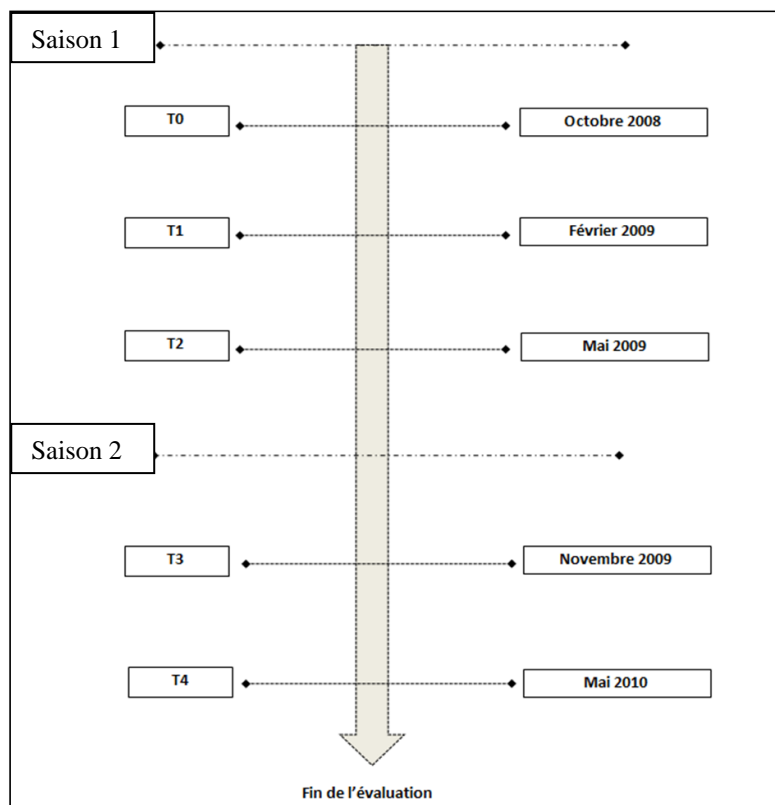 Saison 1
T0
Octobre 2008
T1
Février 2009
T2
Mai 2009
Saison 2
T3
Novembre 2009
T4
Mai 2010
Fin de l'évaluation